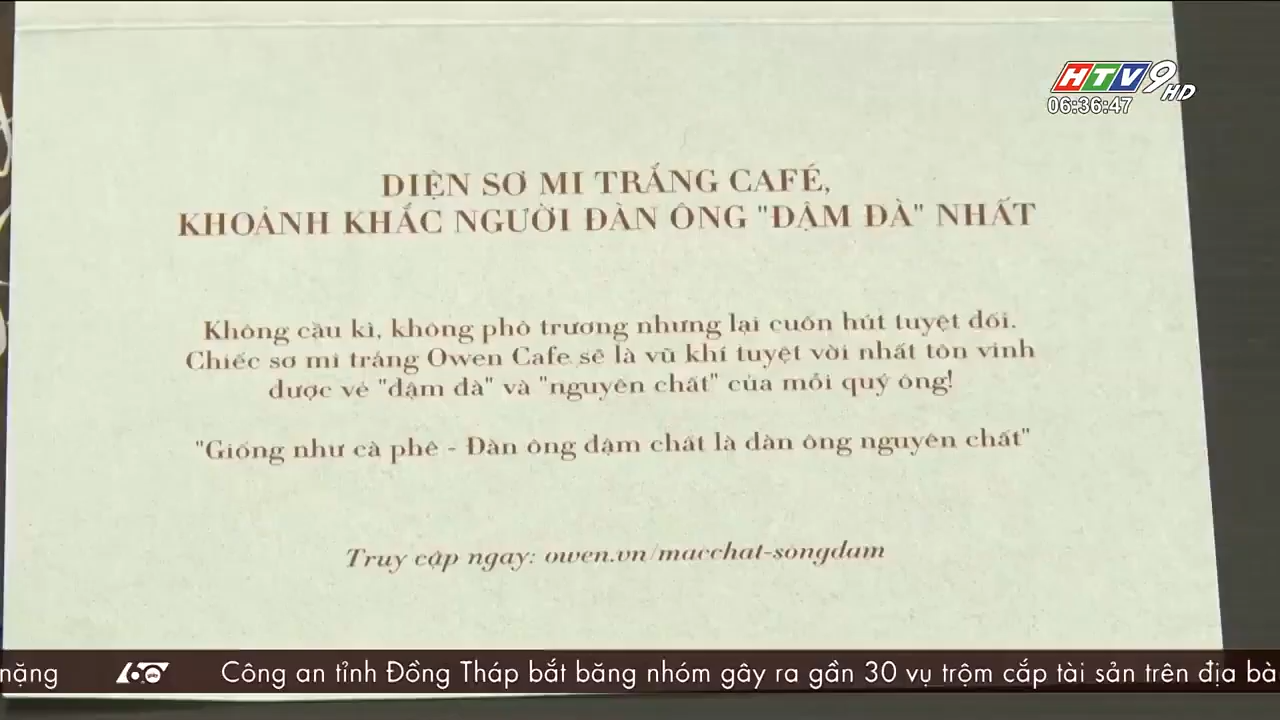 HTV9 HD
06:36:47
DIỆN SƠ MI TRẮNG CAFÉ,
KHOẢNH KHẮC NGƯỜI ĐÀN ÔNG "ĐẬM ĐÀ" NHẤT
Không cầu kì, không phô trương nhưng lại cuốn hút tuyệt đối.
Chiếc sơ mi trắng Owen Cafe sẽ là vũ khí tuyệt vời nhất tôn vinh
được vẻ "đậm đà" và "nguyên chất" của mỗi quý ông!
"Giống như cà phê - Đàn ông đậm chất là đàn ông nguyên chất"
Truy cập ngay: owen.vn/macchat-songdam
nặng 60 Công an tỉnh Đồng Tháp bắt băng nhóm gây ra gần 30 vụ trộm cắp tài sản trên địa bà